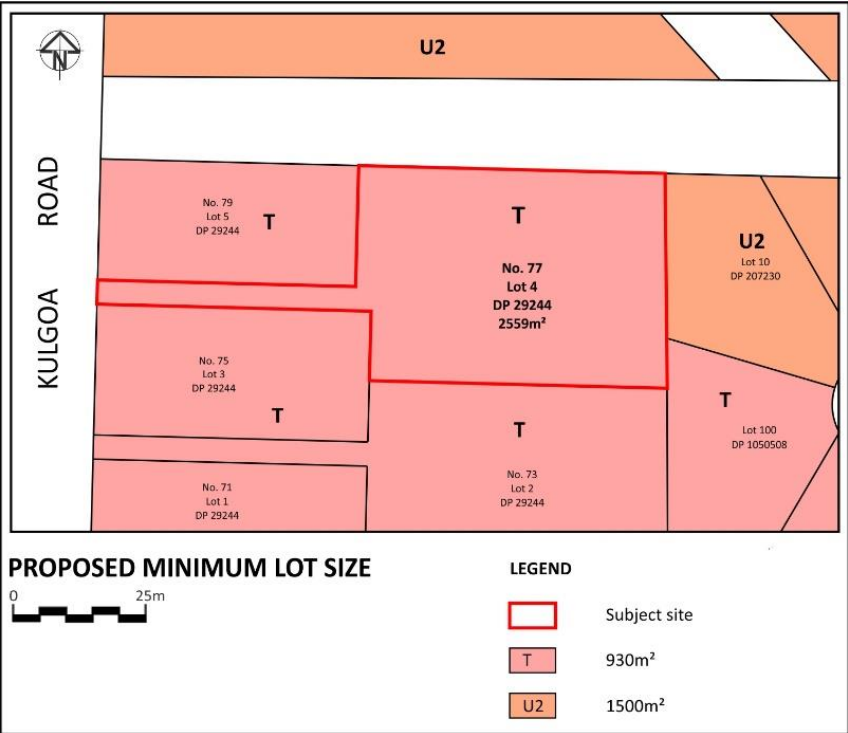 U2
N
KULGOA ROAD
No. 79
Lot 5
DP 29244
T
T
No. 77
Lot 4
DP 29244
2559m²
U2
Lot 10
DP 207230
No. 75
Lot 3
DP 29244
T
T
T
Lot 100
DP 1050508
No. 71
Lot 1
DP 29244
No. 73
Lot 2
DP 29244
PROPOSED MINIMUM LOT SIZE
0 25m
LEGEND
Subject site
T 930m²
U2 1500m²